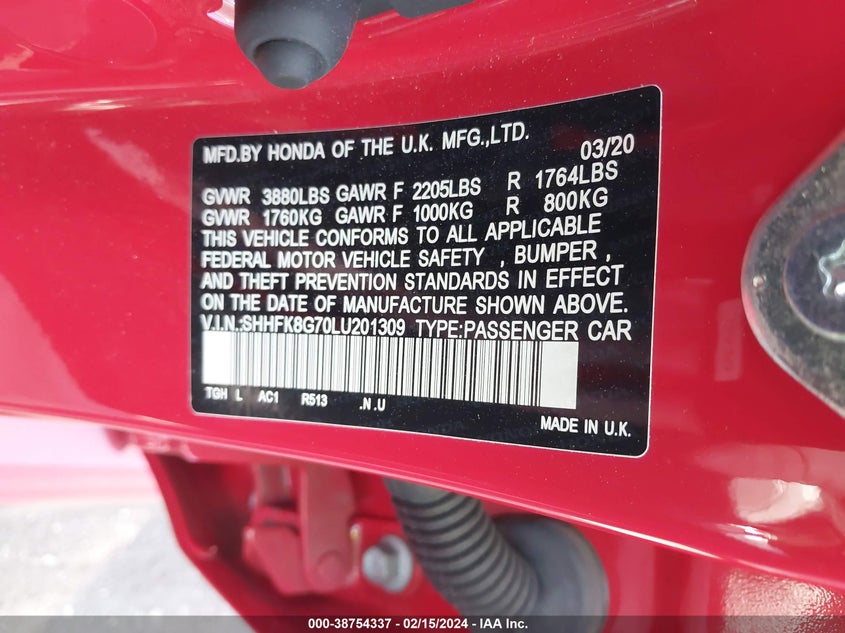 MFD.BY HONDA OF THE U.K. MFG.,LTD. 03/20
GVWR 3880LBS GAWR F 2205LBS R 1764LBS
GVWR 1760KG GAWR F 1000KG R 800KG
THIS VEHICLE CONFORMS TO ALL APPLICABLE
FEDERAL MOTOR VEHICLE SAFETY , BUMPER ,
AND THEFT PREVENTION STANDARDS IN EFFECT
ON THE DATE OF MANUFACTURE SHOWN ABOVE.
V.I.N.:SHHFK8G70LU201309 TYPE:PASSENGER CAR
TGH L AC1 R513 .N.U
MADE IN U.K.
000-38754337 - 02/15/2024 - IAA Inc.